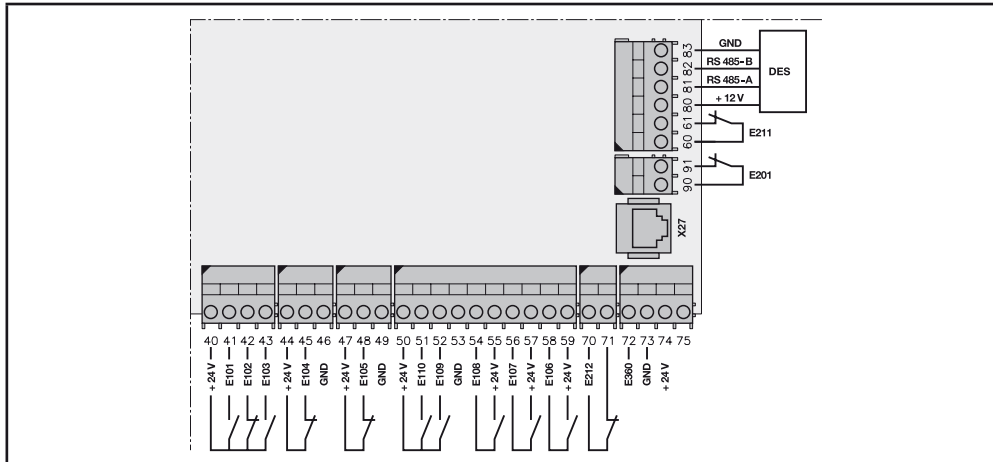 GND
RS 485-B
RS 485-A
+ 12 V
DES
83
82
81
80
61
60
E211
91
90
E201
X27
40 41 42 43 44 45 46 47 48 49 50 51 52 53 54 55 56 57 58 59 70 71 72 73 74 75
+ 24 V
E101
E102
E103
+ 24 V
E104
GND
+ 24 V
E105
GND
+ 24 V
E110
E109
GND
E108
+ 24 V
E107
+ 24 V
E106
+ 24 V
E212
E360
GND
+ 24 V